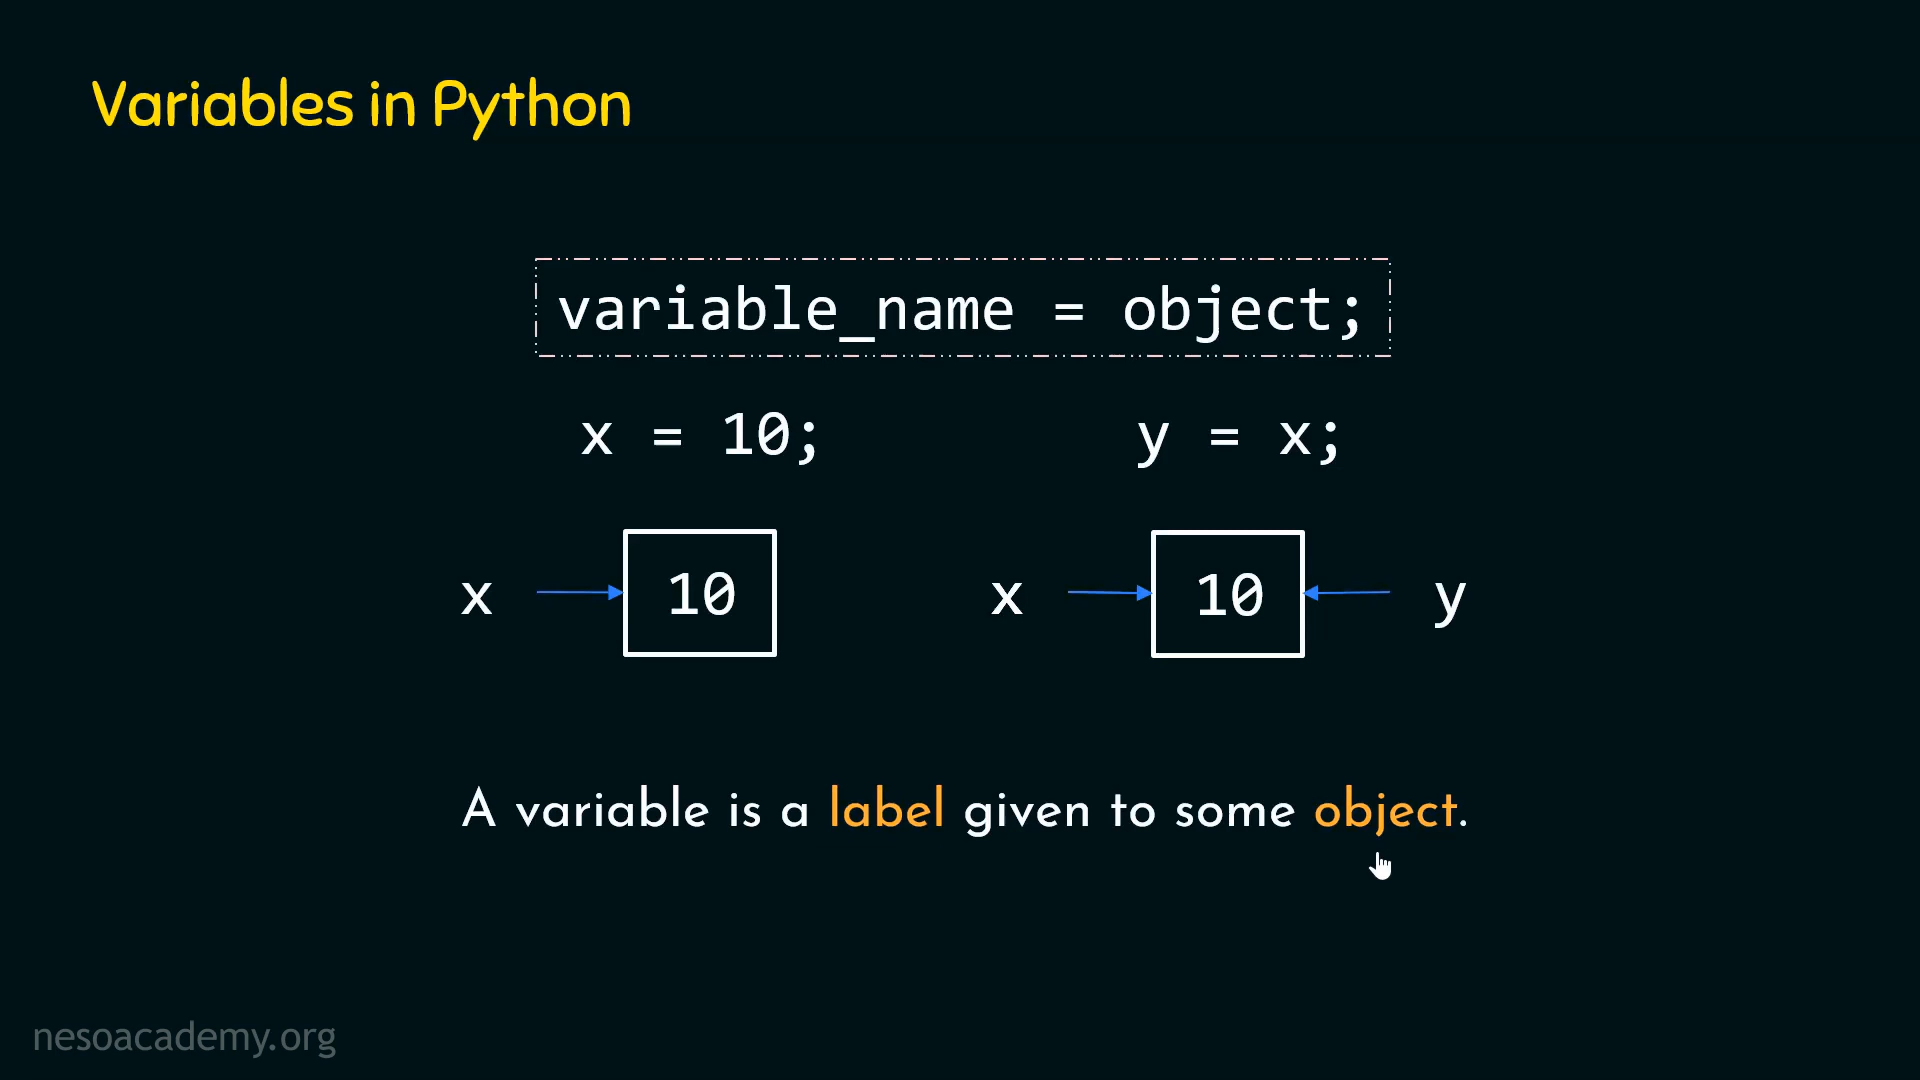 Variables in Python
variable_name = object;
x = 10; y = x;
x 10 x 10 y
A variable is a label given to some object.
nesoacademy.org